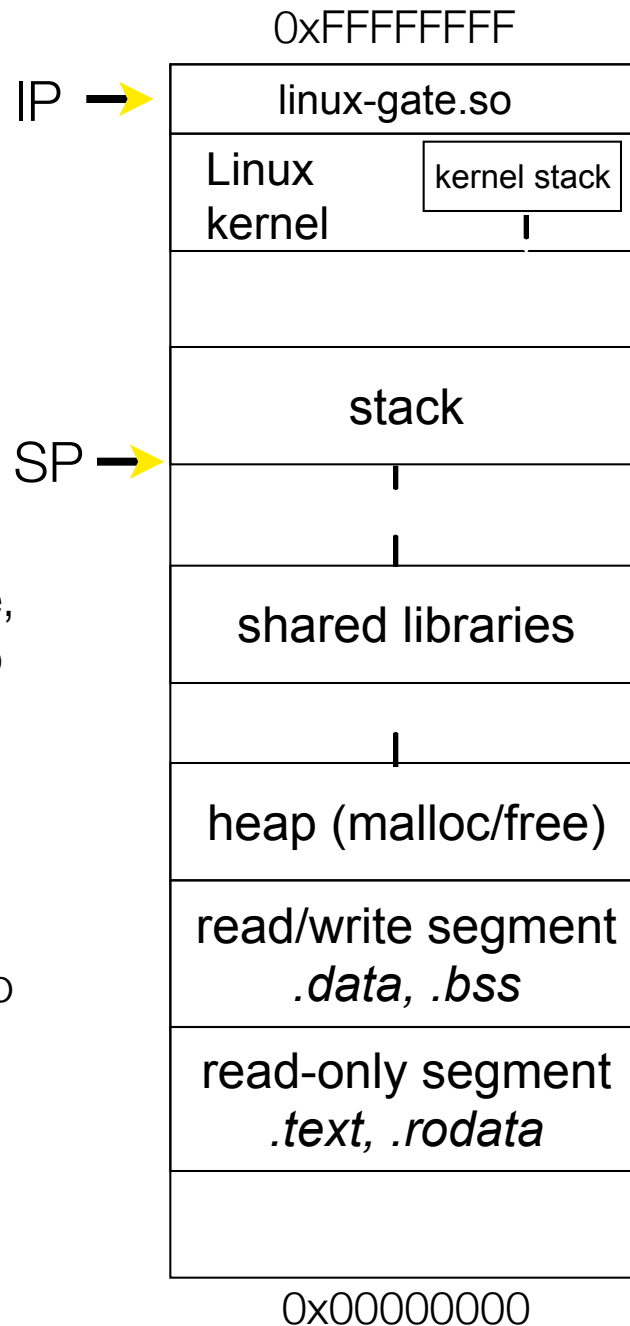 0xFFFFFFFF
IP
linux-gate.so
Linux
kernel
kernel stack
stack
SP
shared libraries
heap (malloc/free)
read/write segment
.data, .bss
read-only segment
.text, .rodata
0x00000000